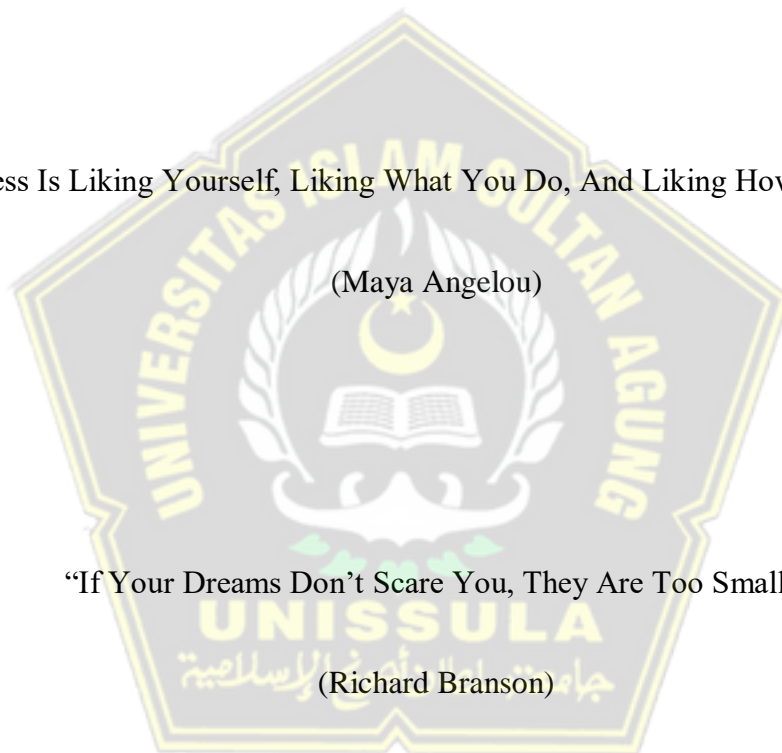 ess Is Liking Yourself, Liking What You Do, And Liking How
(Maya Angelou)
“If Your Dreams Don’t Scare You, They Are Too Small
(Richard Branson)
UNIVERSITAS ISLAM SULTAN AGUNG
UNISSULA